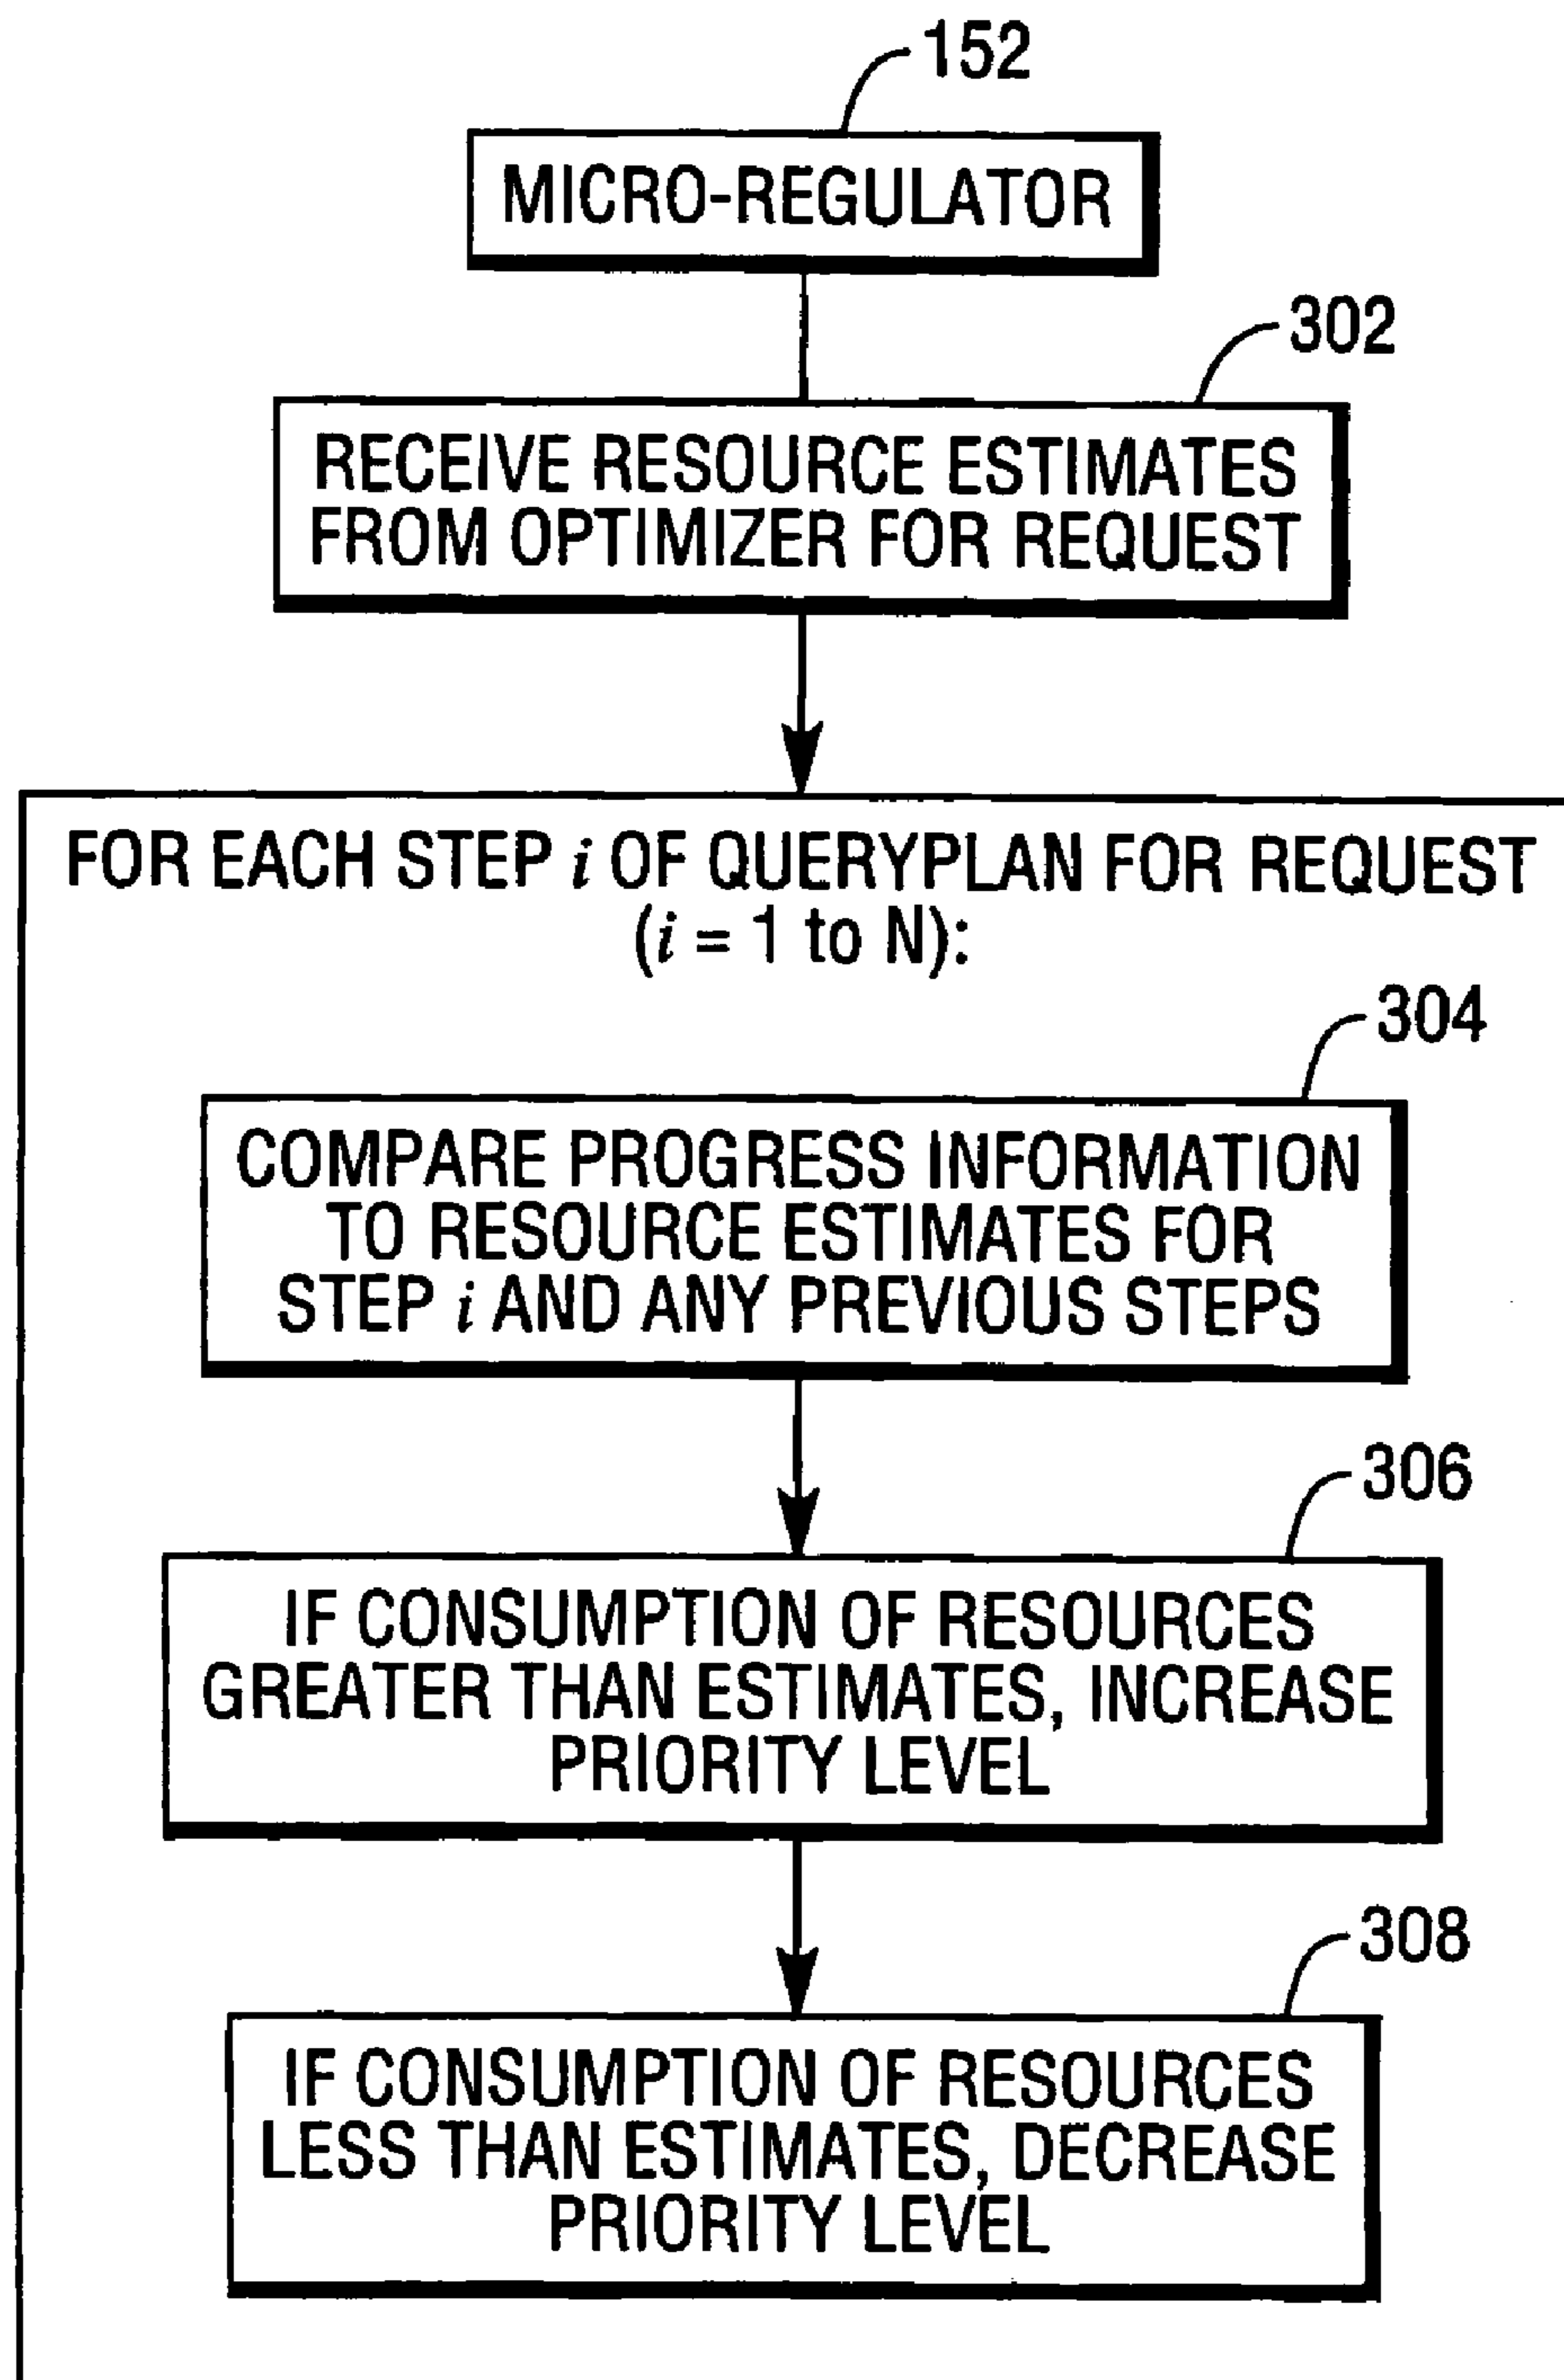 152
MICRO-REGULATOR
302
RECEIVE RESOURCE ESTIMATES
FROM OPTIMIZER FOR REQUEST
FOR EACH STEP i OF QUERYPLAN FOR REQUEST
(i = 1 to N):
304
COMPARE PROGRESS INFORMATION
TO RESOURCE ESTIMATES FOR
STEP i AND ANY PREVIOUS STEPS
306
IF CONSUMPTION OF RESOURCES
GREATER THAN ESTIMATES, INCREASE
PRIORITY LEVEL
308
IF CONSUMPTION OF RESOURCES
LESS THAN ESTIMATES, DECREASE
PRIORITY LEVEL